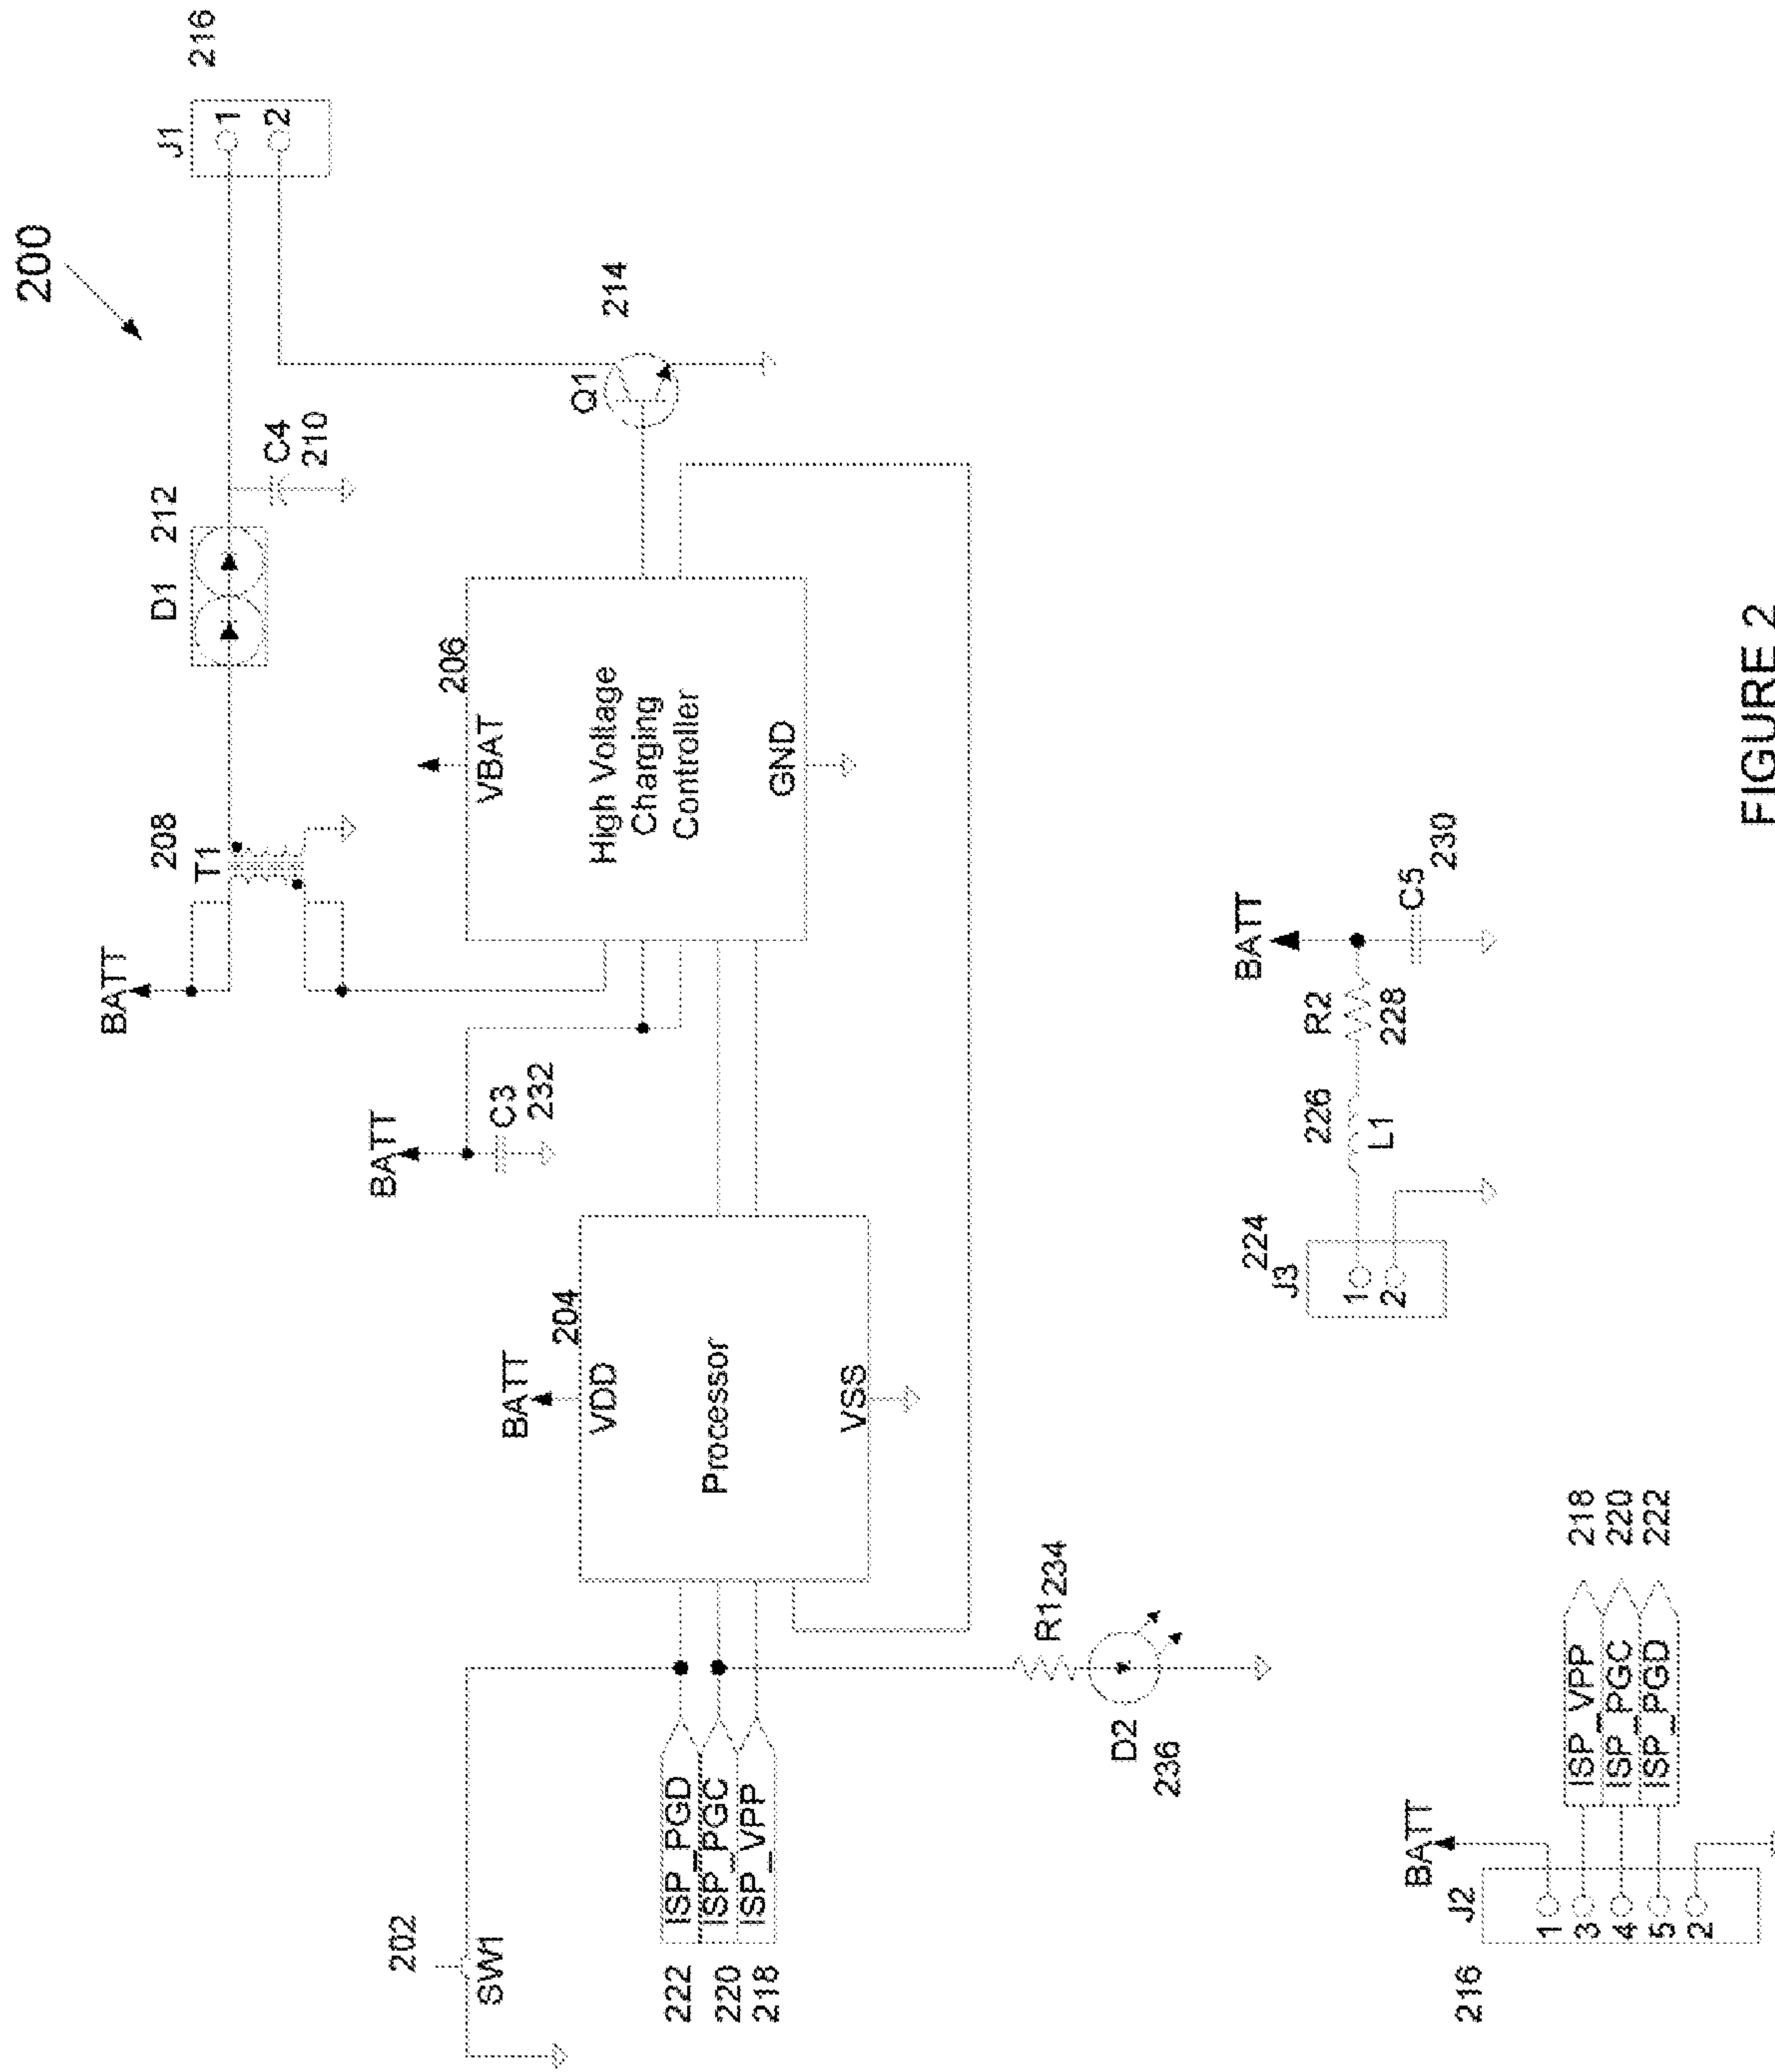 200
216
J1
1
2
D1 212
C4
210
208
T1
BATT
Q1
214
206
VBAT
High Voltage
Charging
Controller
GND
BATT
C3
232
BATT
204
VDD
Processor
VSS
202
SW1
222
ISP_PGD
220
ISP_PGC
218
ISP_VPP
R1 234
D2
236
BATT
R2
228
C5
230
226
L1
224
J3
1
2
BATT
J2
216
1
3
4
5
2
ISP_VPP 218
ISP_PGC 220
ISP_PGD 222
FIGURE 2